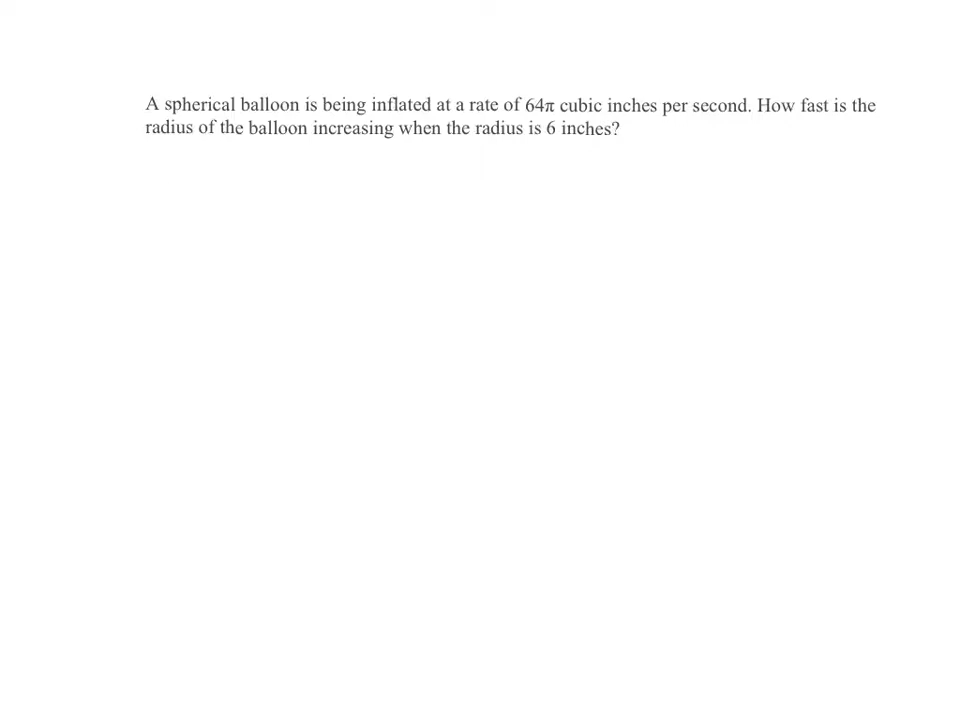 A spherical balloon is being inflated at a rate of 64π cubic inches per second. How fast is the
radius of the balloon increasing when the radius is 6 inches?